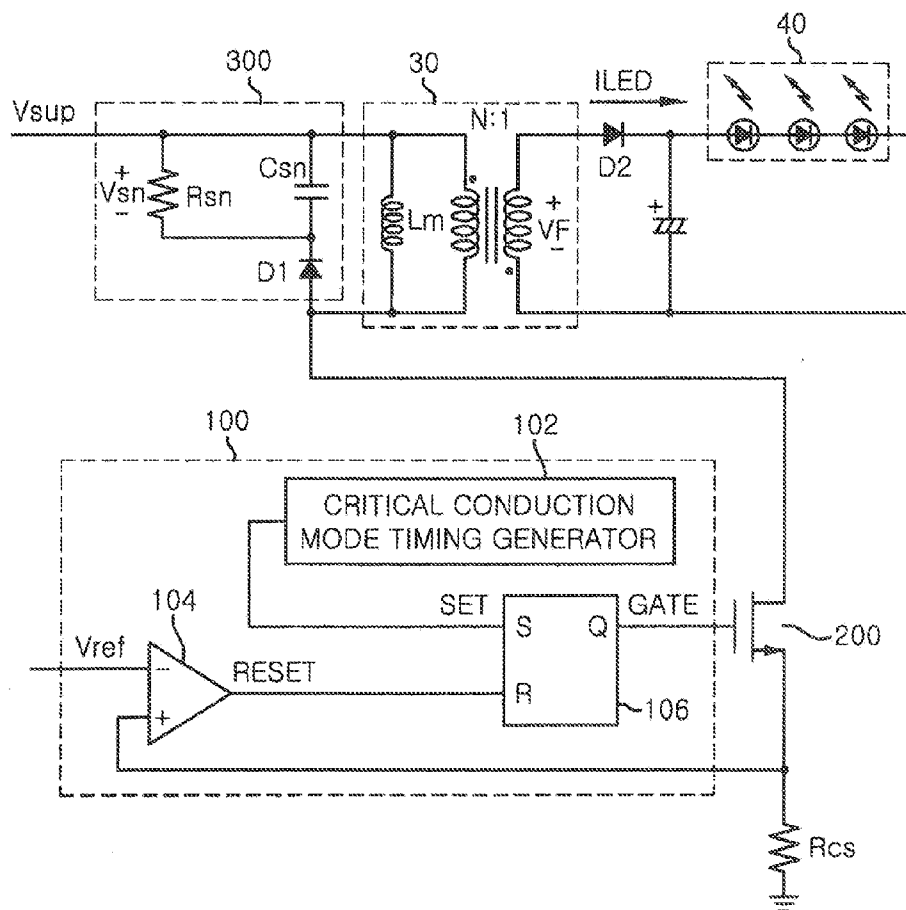 40
300
30
ILED
Vsup
N:1
D2
+
Vsn
-
Rsn
Csn
Lm
+
VF
-
+
D1
100
102
CRITICAL CONDUCTION
MODE TIMING GENERATOR
104
SET
GATE
S
Q
200
Vref
-
RESET
R
+
106
Rcs